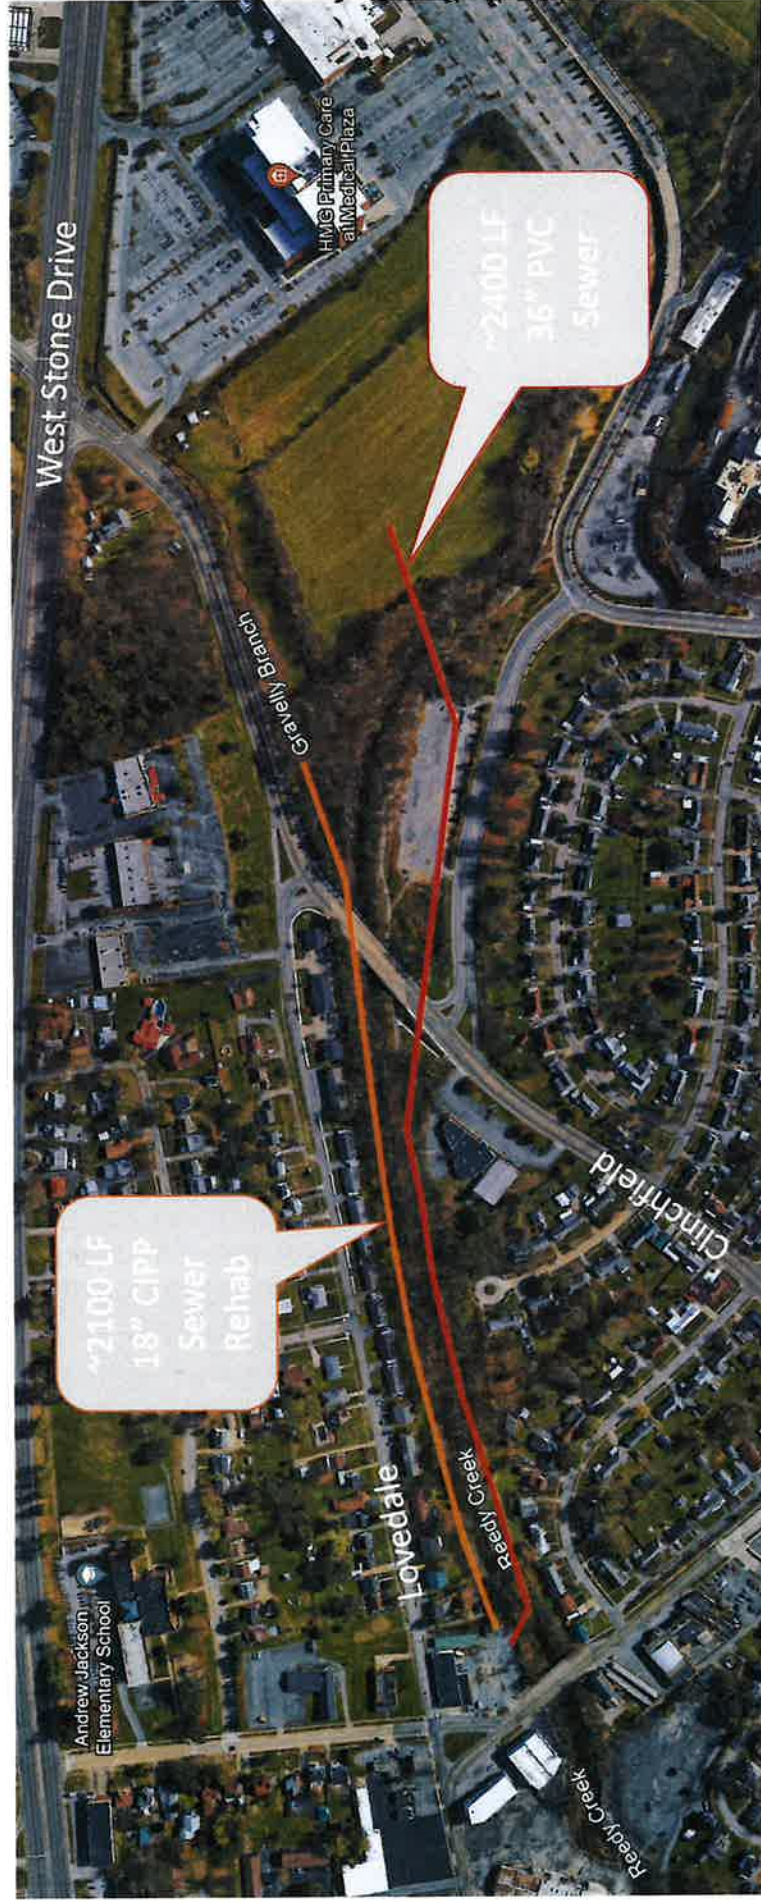 West Stone Drive
HMG Primary Care
at Medical Plaza
~2400 LF
36" PVC
Sewer
Gravelly Branch
~2100 LF
18" CIPP
Sewer
Rehab
Clinchfield
Andrew Jackson
Elementary School
Lovedale
Reedy Creek
Reedy Creek